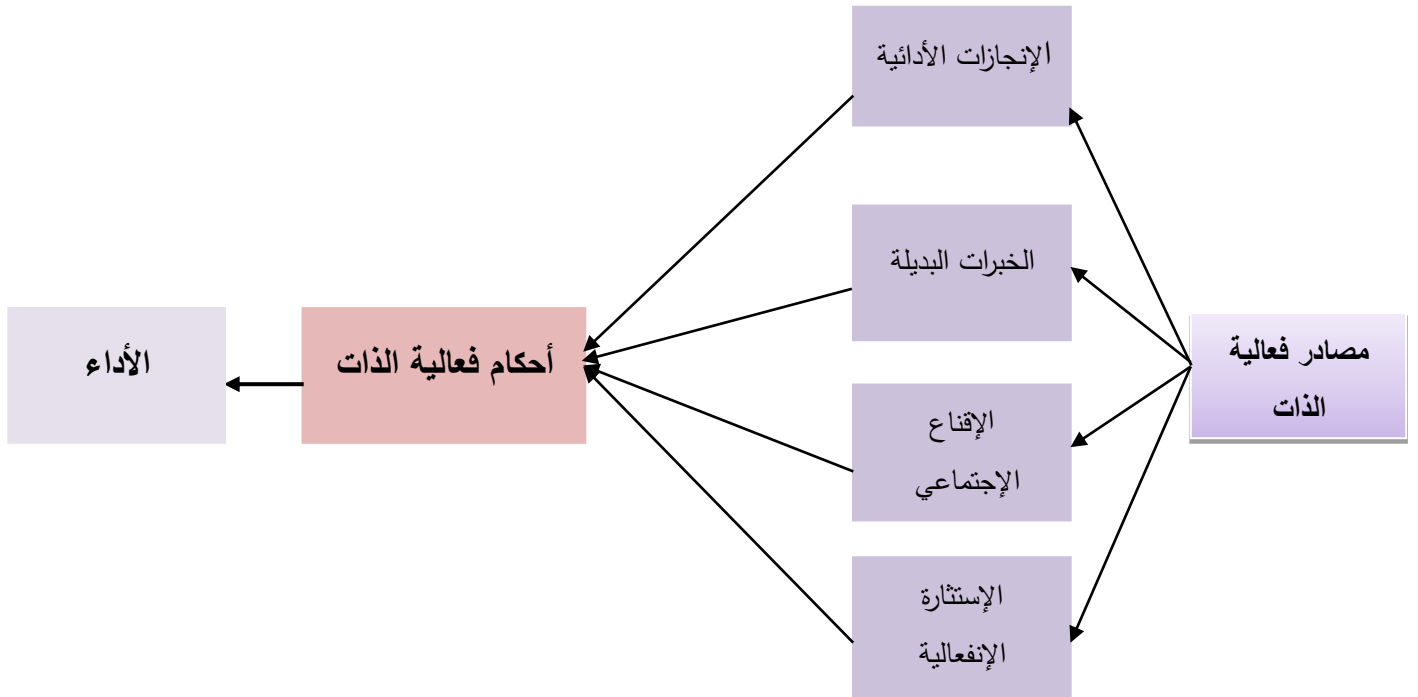 مصادر فعالية
الذات
الإنجازات الأدائية
الخبرات البديلة
الإقناع
الإجتماعي
الإستثارة
الإنفعالية
أحكام فعالية الذات
الأداء